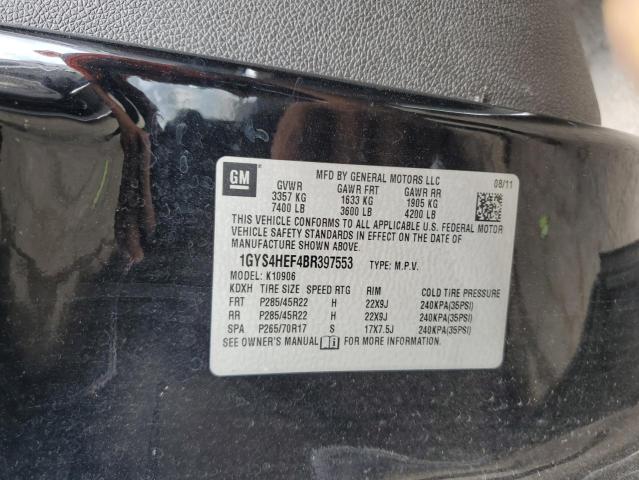 GM MFD BY GENERAL MOTORS LLC 08/11
GVWR GAWR FRT GAWR RR
3357 KG 1633 KG 1905 KG
7400 LB 3600 LB 4200 LB
THIS VEHICLE CONFORMS TO ALL APPLICABLE U.S. FEDERAL MOTOR
VEHICLE SAFETY STANDARDS IN EFFECT ON THE DATE OF
MANUFACTURE SHOWN ABOVE.
1GYS4HEF4BR397553 TYPE: M.P.V.
MODEL: K10906
KDXH TIRE SIZE SPEED RTG RIM COLD TIRE PRESSURE
FRT P285/45R22 H 22X9J 240KPA(35PSI)
RR P285/45R22 H 22X9J 240KPA(35PSI)
SPA P265/70R17 S 17X7.5J 240KPA(35PSI)
SEE OWNER'S MANUAL FOR MORE INFORMATION.